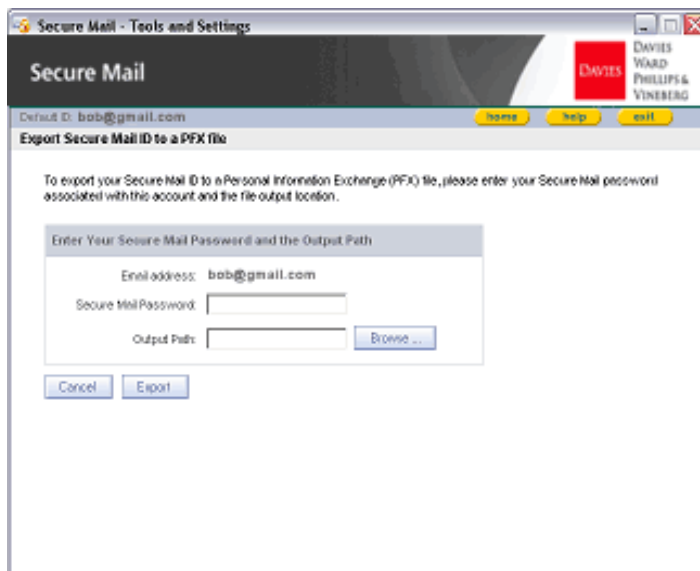 Secure Mail - Tools and Settings
Secure Mail
DAVIES
DAVIES
WARD
PHILLIPS &
VINEBERG
Default ID: bob@gmail.com
home
help
exit
Export Secure Mail ID to a PFX file
To export your Secure Mail ID to a Personal Information Exchange (PFX) file, please enter your Secure Mail password
associated with this account and the file output location.
Enter Your Secure Mail Password and the Output Path
Email address: bob@gmail.com
Secure Mail Password:
Output Path:
Browse ...
Cancel
Export